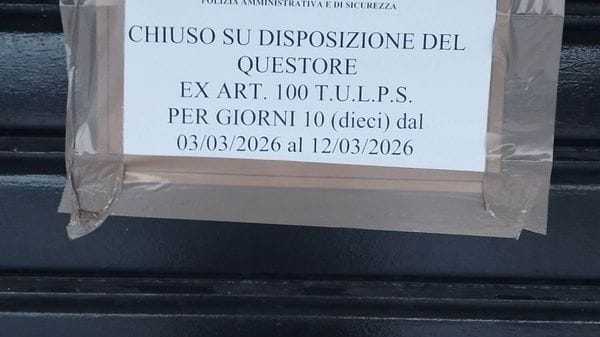 POLIZIA AMMINISTRATIVA E DI SICUREZZA
CHIUSO SU DISPOSIZIONE DEL
QUESTORE
EX ART. 100 T.U.L.P.S.
PER GIORNI 10 (dieci) dal
03/03/2026 al 12/03/2026